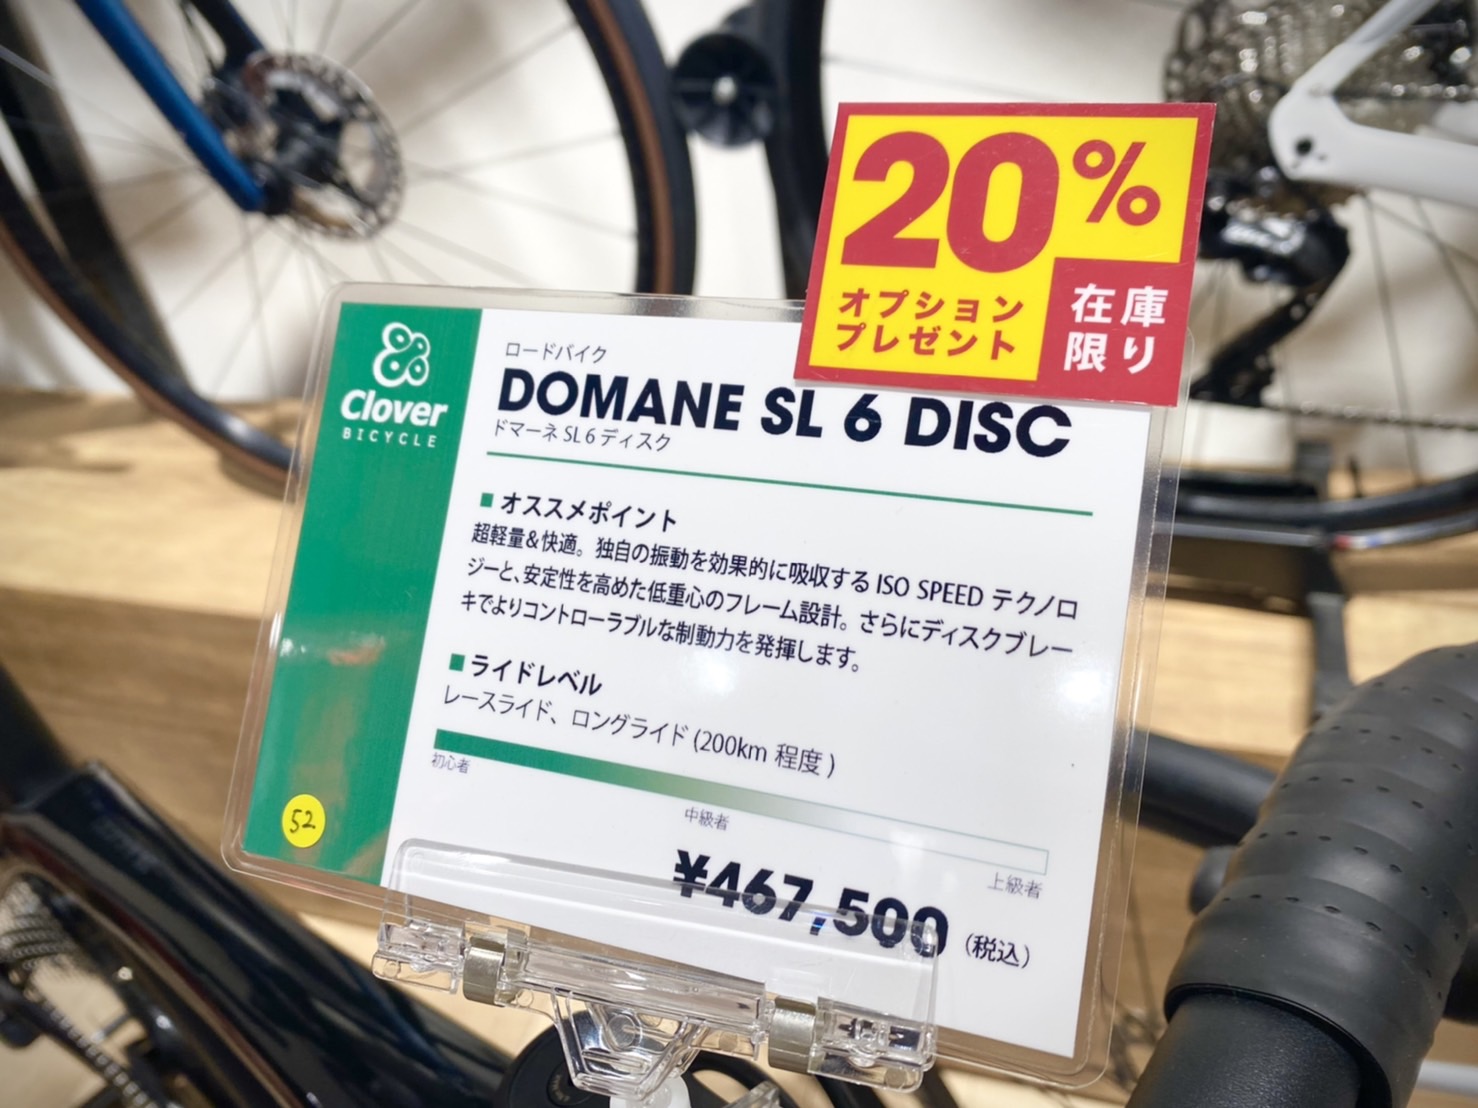 20%
オプション
プレゼント
在庫
限り
Clover
BICYCLE
ロードバイク
DOMANE SL 6 DISC
ドマーネ SL 6 ディスク
■ オススメポイント
超軽量&快適。独自の振動を効果的に吸収する ISO SPEED テクノロ
ジーと、安定性を高めた低重心のフレーム設計。さらにディスクブレー
キでよりコントローラブルな制動力を発揮します。
■ ライドレベル
レースライド、ロングライド (200km 程度 )
初心者
中級者
上級者
52
¥467,500 (税込)